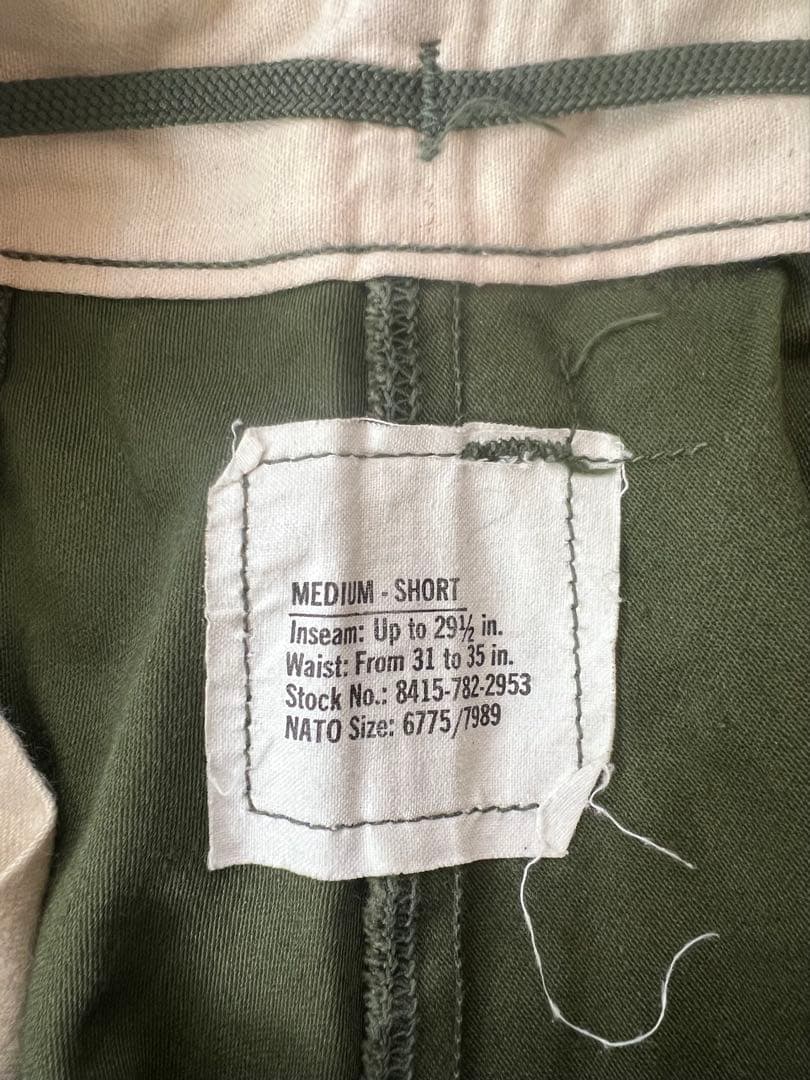 MEDIUM - SHORT
Inseam: Up to 29½ in.
Waist: From 31 to 35 in.
Stock No.: 8415-782-2953
NATO Size: 6775/7989